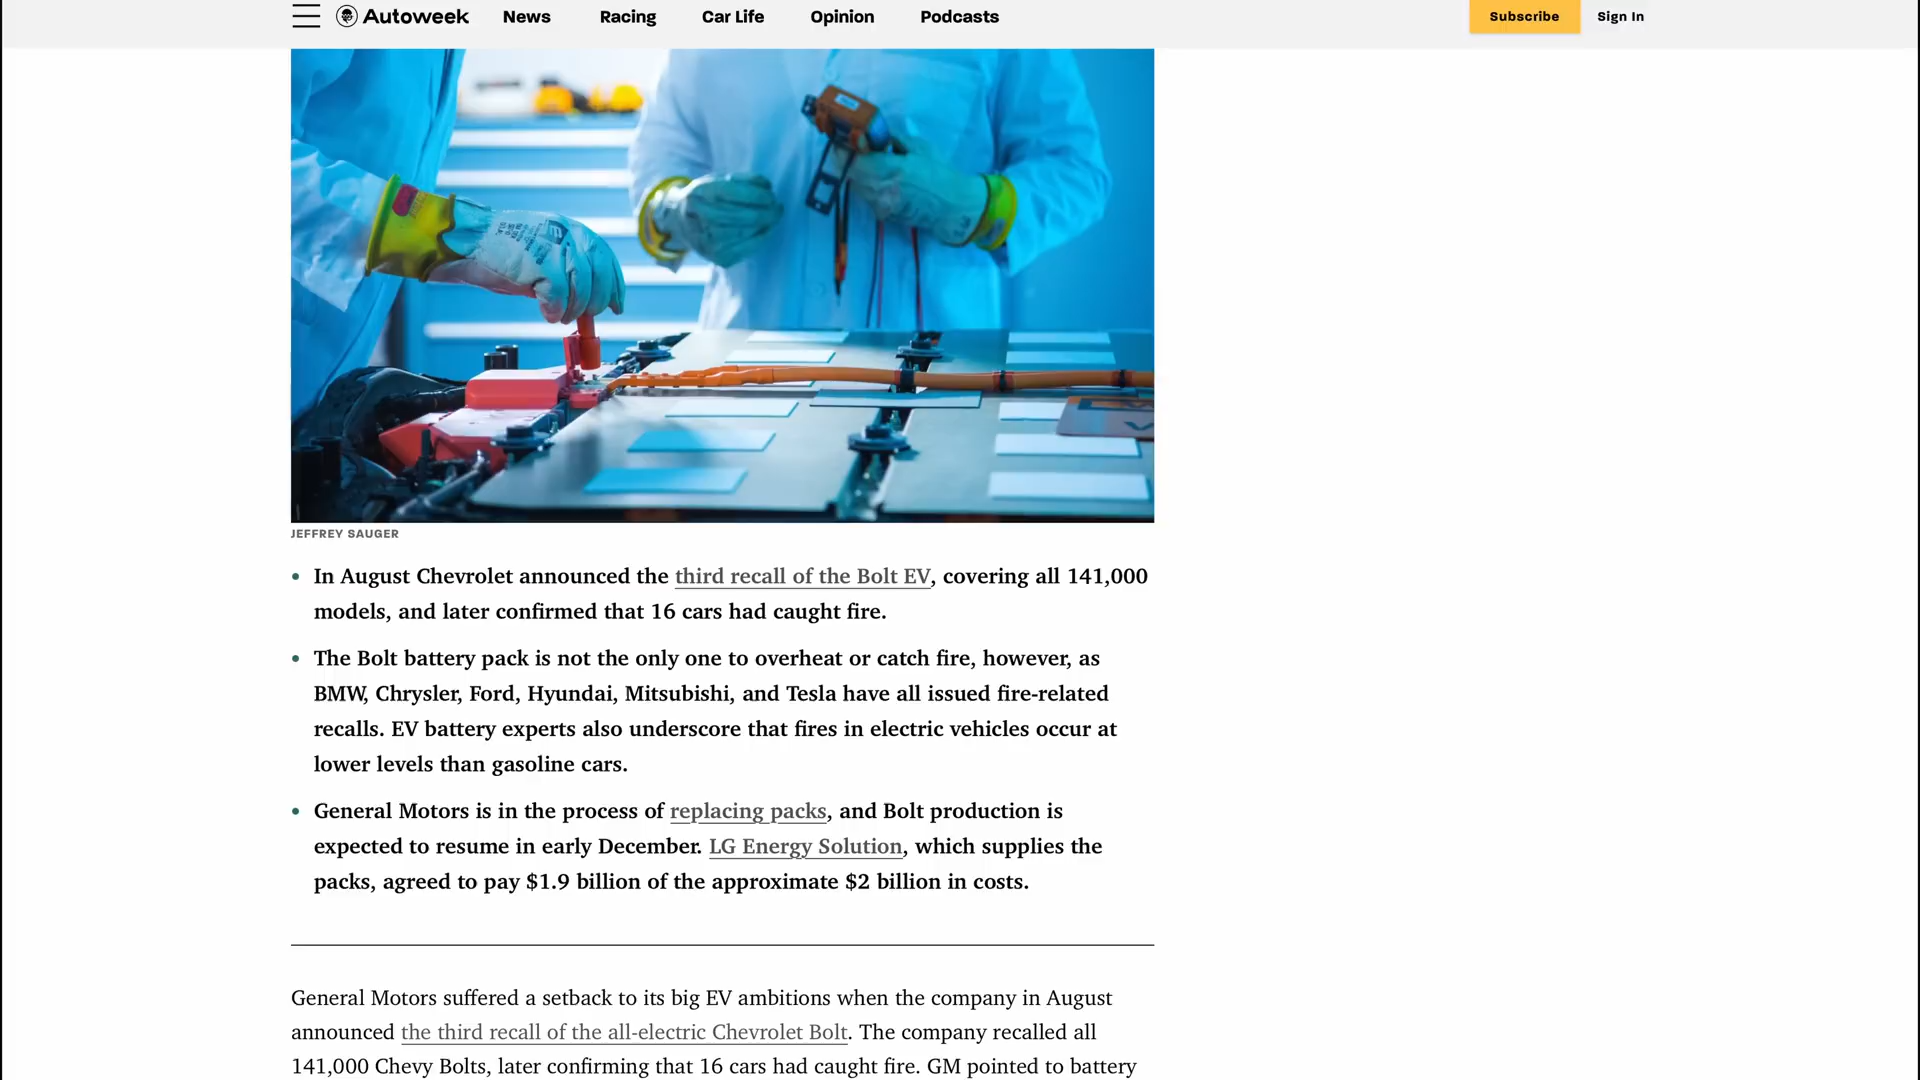 Autoweek News Racing Car Life Opinion Podcasts Subscribe Sign In
JEFFREY SAUGER
• In August Chevrolet announced the third recall of the Bolt EV, covering all 141,000
models, and later confirmed that 16 cars had caught fire.
• The Bolt battery pack is not the only one to overheat or catch fire, however, as
BMW, Chrysler, Ford, Hyundai, Mitsubishi, and Tesla have all issued fire-related
recalls. EV battery experts also underscore that fires in electric vehicles occur at
lower levels than gasoline cars.
• General Motors is in the process of replacing packs, and Bolt production is
expected to resume in early December. LG Energy Solution, which supplies the
packs, agreed to pay $1.9 billion of the approximate $2 billion in costs.
General Motors suffered a setback to its big EV ambitions when the company in August
announced the third recall of the all-electric Chevrolet Bolt. The company recalled all
141,000 Chevy Bolts, later confirming that 16 cars had caught fire. GM pointed to battery